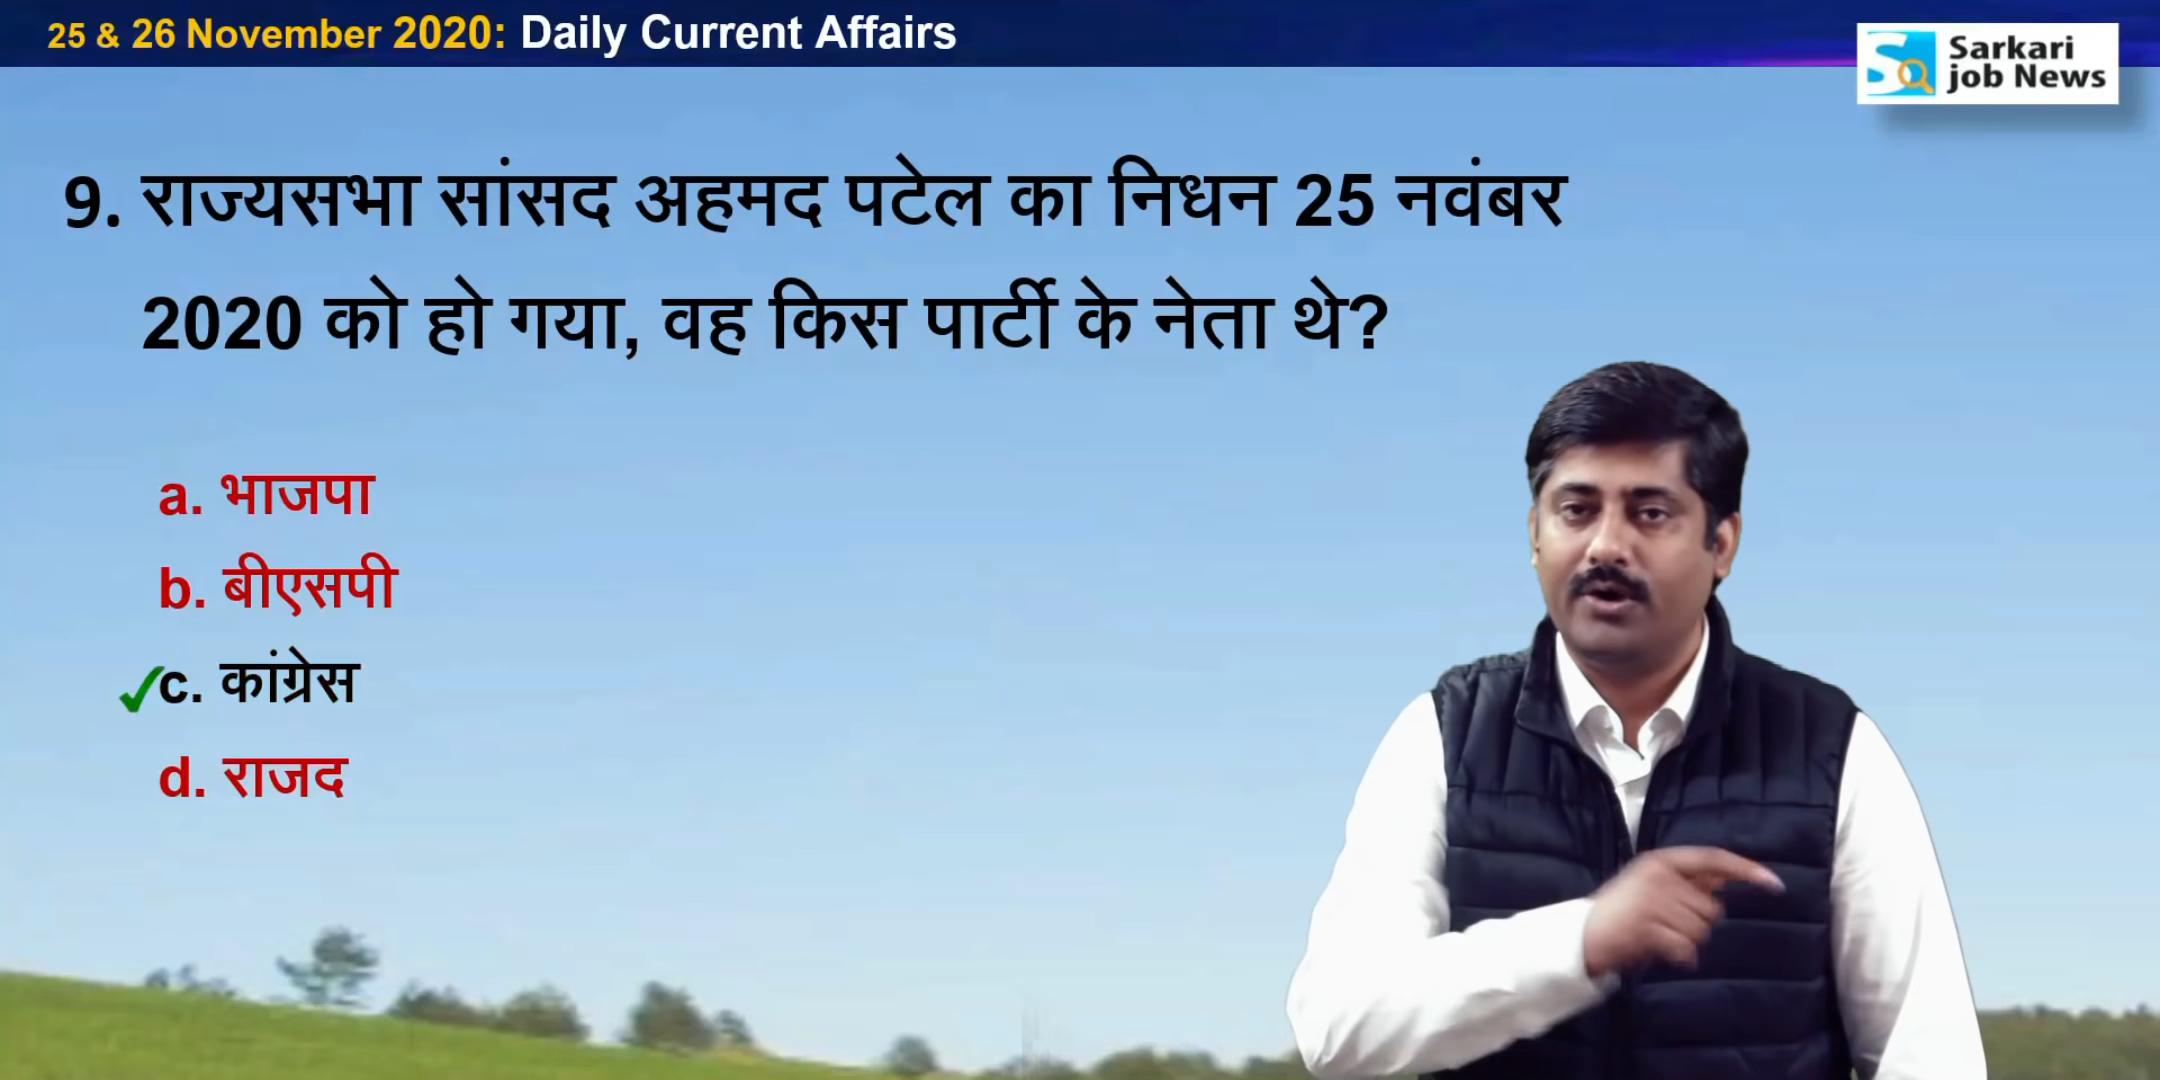 25 & 26 November 2020: Daily Current Affairs
Sarkari
job News
9. राज्यसभा सांसद अहमद पटेल का निधन 25 नवंबर
2020 को हो गया, वह किस पार्टी के नेता थे?
a. भाजपा
b. बीएसपी
✓c. कांग्रेस
d. राजद